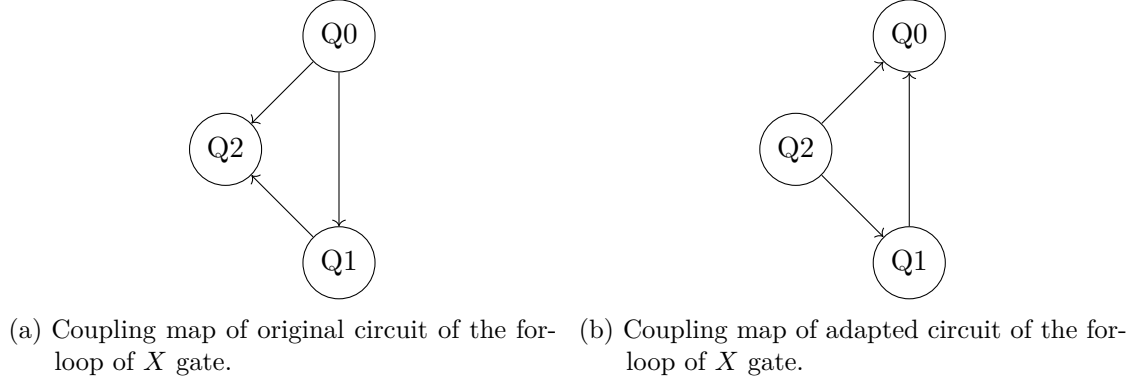 Q0
Q2
Q1
(a) Coupling map of original circuit of the for-
loop of X gate.
Q0
Q2
Q1
(b) Coupling map of adapted circuit of the for-
loop of X gate.